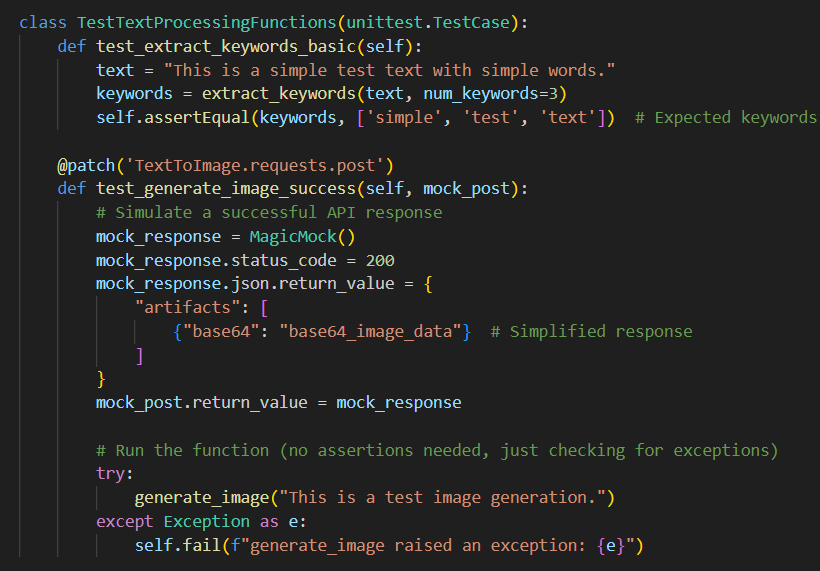 class TestTextProcessingFunctions(unittest.TestCase):
    def test_extract_keywords_basic(self):
        text = "This is a simple test text with simple words."
        keywords = extract_keywords(text, num_keywords=3)
        self.assertEqual(keywords, ['simple', 'test', 'text'])  # Expected keywords

    @patch('TextToImage.requests.post')
    def test_generate_image_success(self, mock_post):
        # Simulate a successful API response
        mock_response = MagicMock()
        mock_response.status_code = 200
        mock_response.json.return_value = {
            "artifacts": [
                {"base64": "base64_image_data"}  # Simplified response
            ]
        }
        mock_post.return_value = mock_response

        # Run the function (no assertions needed, just checking for exceptions)
        try:
            generate_image("This is a test image generation.")
        except Exception as e:
            self.fail(f"generate_image raised an exception: {e}")